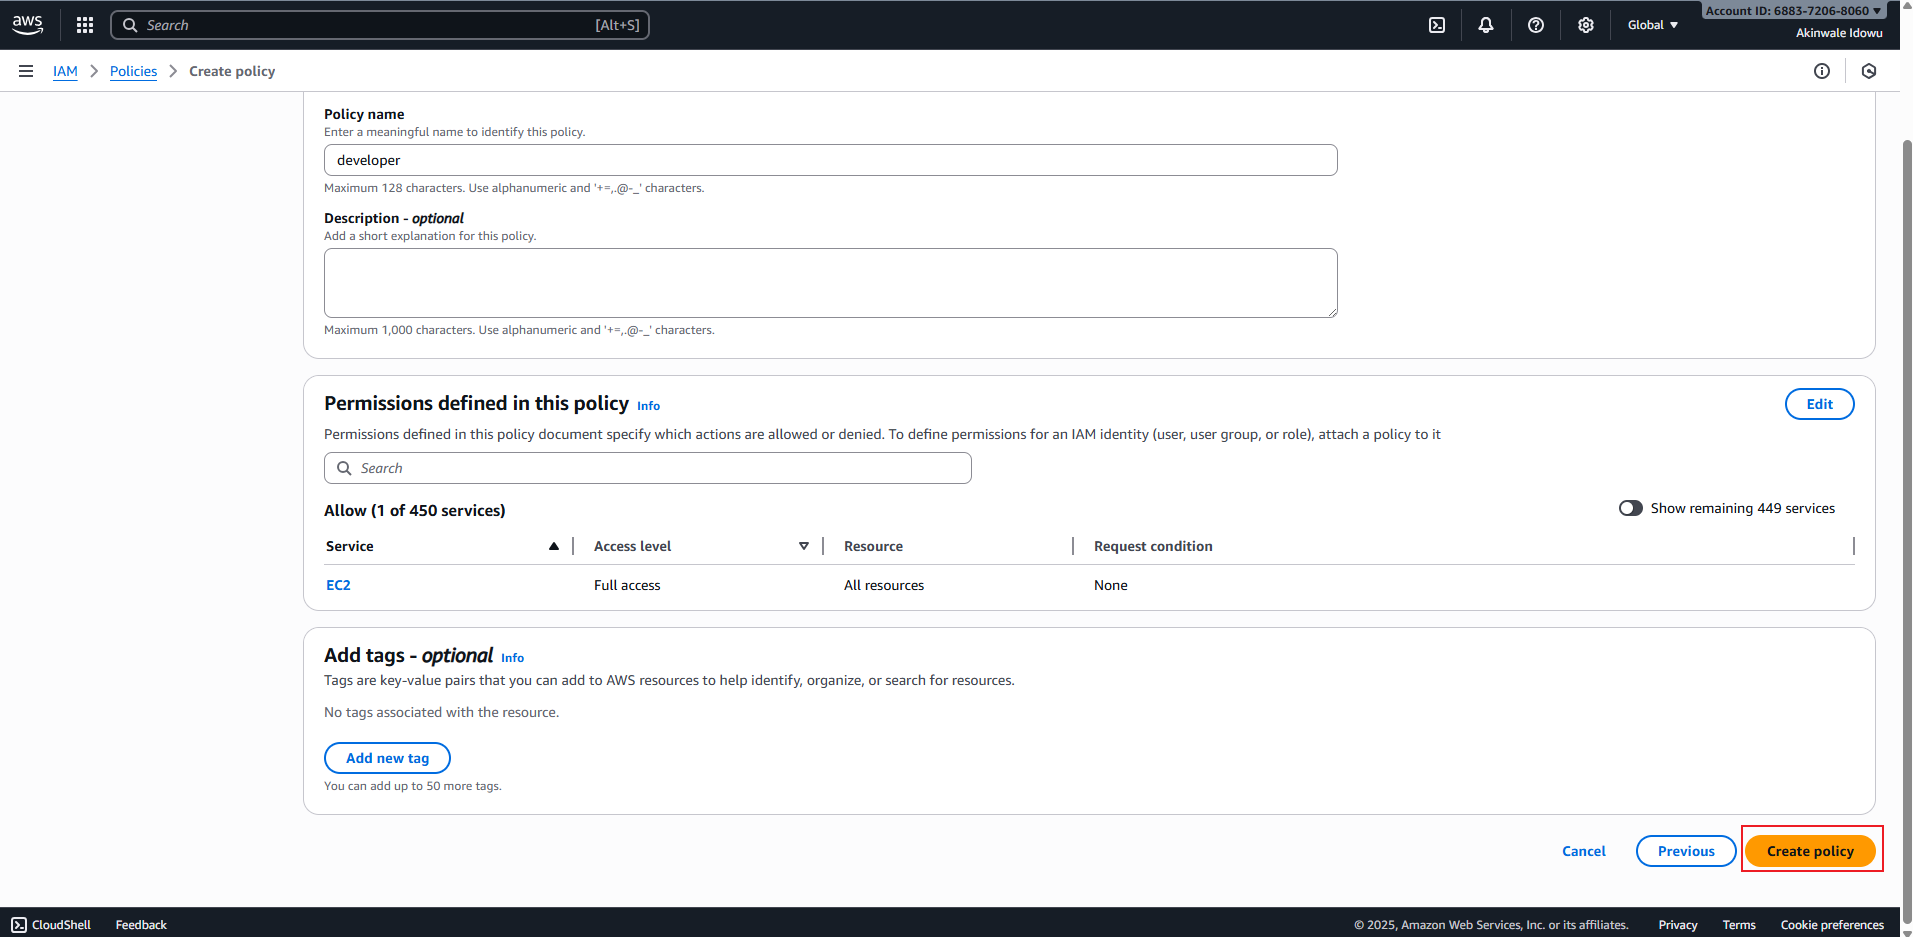 aws
Search [Alt+S]
Global
Account ID: 6883-7206-8060
Akinwale Idowu
IAM
Policies
Create policy
Policy name
Enter a meaningful name to identify this policy.
developer
Maximum 128 characters. Use alphanumeric and '+=,.@-_' characters.
Description - optional
Add a short explanation for this policy.
Maximum 1,000 characters. Use alphanumeric and '+=,.@-_' characters.
Permissions defined in this policy Info
Edit
Permissions defined in this policy document specify which actions are allowed or denied. To define permissions for an IAM identity (user, user group, or role), attach a policy to it
Search
Allow (1 of 450 services)
Show remaining 449 services
Service Access level Resource Request condition
EC2 Full access All resources None
Add tags - optional Info
Tags are key-value pairs that you can add to AWS resources to help identify, organize, or search for resources.
No tags associated with the resource.
Add new tag
You can add up to 50 more tags.
Cancel Previous Create policy
CloudShell Feedback © 2025, Amazon Web Services, Inc. or its affiliates. Privacy Terms Cookie preferences